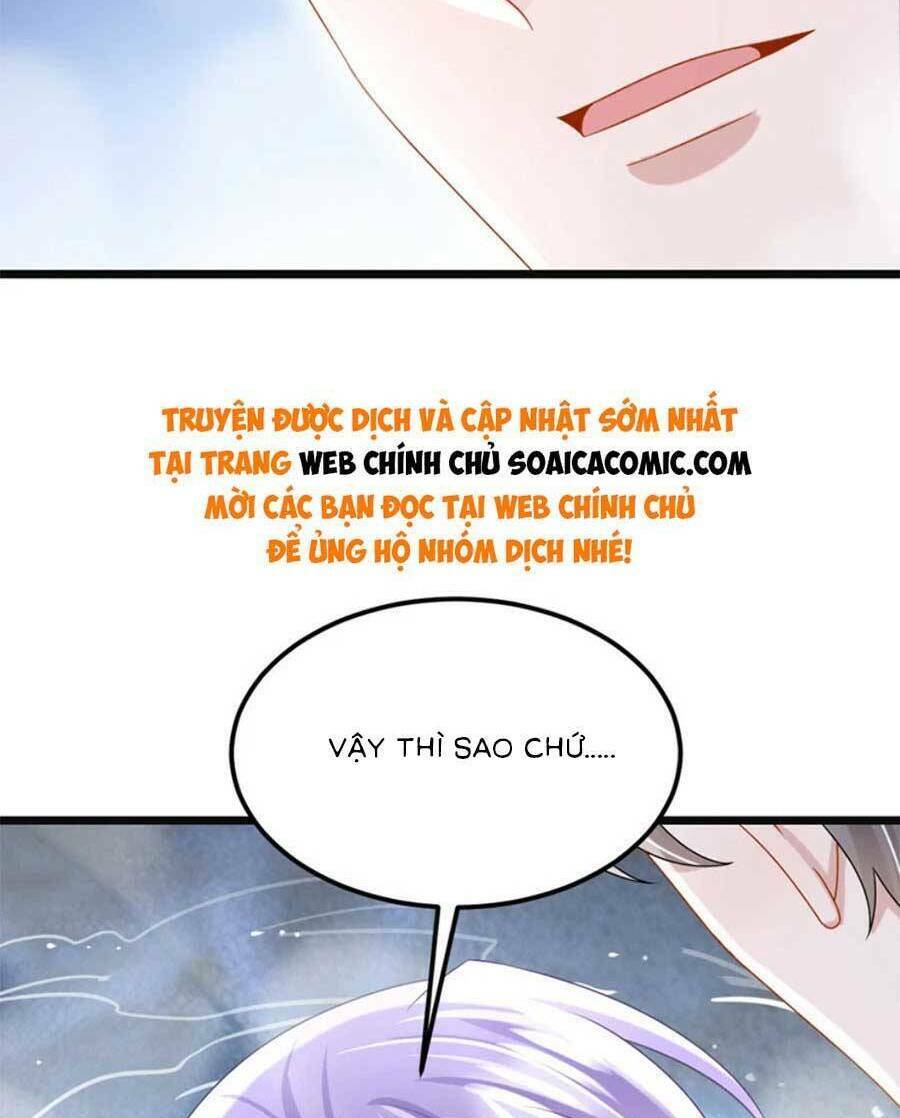 TRUYỆN ĐƯỢC DỊCH VÀ CẬP NHẬT SỚM NHẤT
TẠI TRANG WEB CHÍNH CHỦ SOAICACOMIC.COM
MỜI CÁC BẠN ĐỌC TẠI WEB CHÍNH CHỦ
ĐỂ ỦNG HỘ NHÓM DỊCH NHÉ!
VẬY THÌ SAO CHỨ.....